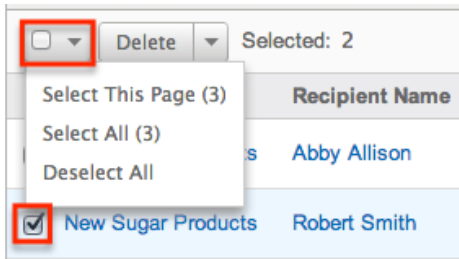 Delete Selected: 2
Select This Page (3)
Recipient Name
Select All (3)
s Abby Allison
Deselect All
New Sugar Products Robert Smith